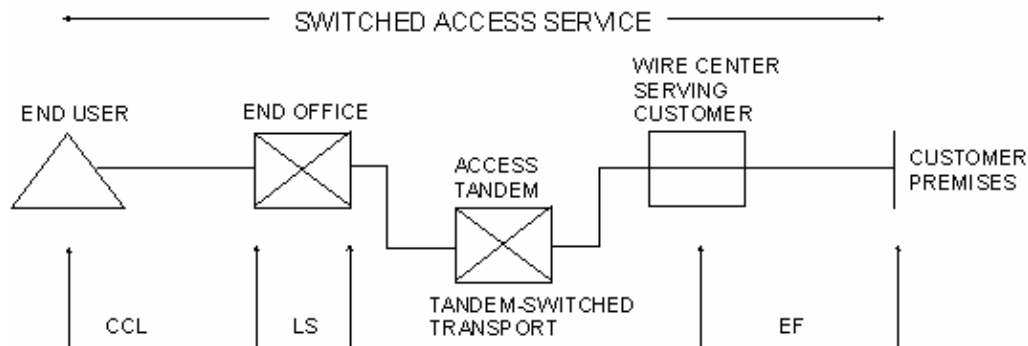 SWITCHED ACCESS SERVICE
WIRE CENTER
SERVING
CUSTOMER
END USER
END OFFICE
ACCESS
TANDEM
CUSTOMER
PREMISES
TANDEM-SWITCHED
TRANSPORT
CCL
LS
EF